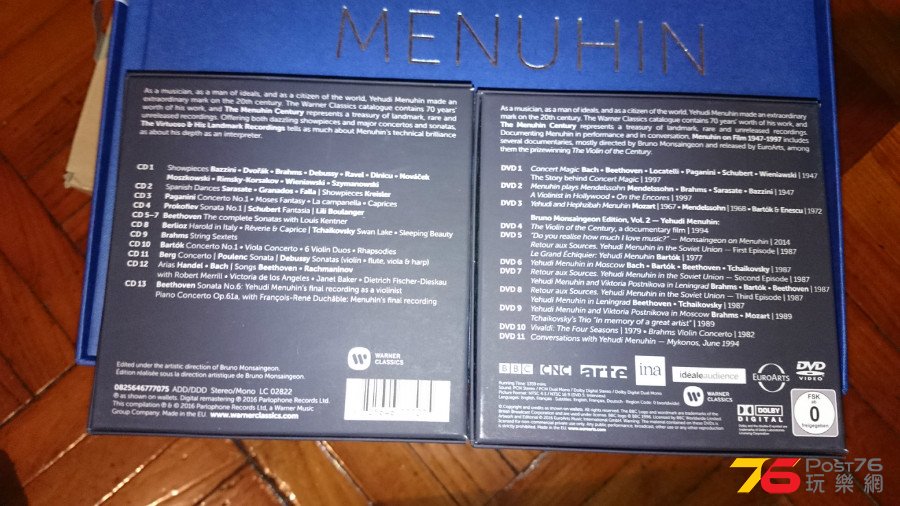 MENUHIN
As a musician, as a man of ideals, and as a citizen of the world, Yehudi Menuhin made an
extraordinary mark on the 20th century. The Warner Classics catalogue contains 70 years'
worth of his work, and The Menuhin Century represents a treasury of landmark, rare and
unreleased recordings. Offering both dazzling showpieces and major concertos and sonatas,
The Virtuoso & His Landmark Recordings tells as much about Menuhin's technical brilliance
as about his depth as an interpreter.
CD 1 Showpieces Bazzini • Dvořák • Brahms • Debussy • Ravel • Dinicu • Nováček
Moszkowski • Rimsky-Korsakov • Wieniawski • Szymanowski
CD 2 Spanish Dances Sarasate • Granados • Falla | Showpieces Kreisler
CD 3 Paganini Concerto No.1 • Moses Fantasy • La campanella • Caprices
CD 4 Prokofiev Sonata No.1 | Schubert Fantasia | Lili Boulanger
CD 5–7 Beethoven The complete Sonatas with Louis Kentner
CD 8 Berlioz Harold in Italy • Rêverie & Caprice | Tchaikovsky Swan Lake • Sleeping Beauty
CD 9 Brahms String Sextets
CD 10 Bartók Concerto No.1 • Viola Concerto • 6 Violin Duos • Rhapsodies
CD 11 Berg Concerto | Poulenc Sonata | Debussy Sonatas (violin • flute, viola & harp)
CD 12 Arias Handel • Bach | Songs Beethoven • Rachmaninov
with Robert Merrill • Victoria de los Angeles • Janet Baker • Dietrich Fischer-Dieskau
CD 13 Beethoven Sonata No.6: Yehudi Menuhin's final recording as a violinist
Piano Concerto Op.61a, with François-René Duchâble: Menuhin's final recording
Edited under the artistic direction of Bruno Monsaingeon.
Édition réalisée sous la direction artistique de Bruno Monsaingeon.
WARNER
CLASSICS
0825646777075 ADD/DDD Stereo/Mono LC 02822
℗ as shown on wallets. Digital remastering ℗ 2016 Parlophone Records Ltd.
This compilation ℗ & © 2016 Parlophone Records Ltd, a Warner Music
Group Company. Made in the EU. www.warnerclassics.com
As a musician, as a man of ideals, and as a citizen of the world, Yehudi Menuhin made an extraordinary
mark on the 20th century. The Warner Classics catalogue contains 70 years' worth of his work, and
The Menuhin Century represents a treasury of landmark, rare and unreleased recordings.
Documenting Menuhin in performance and in conversation, Menuhin on Film 1947-1997 includes
several documentaries, mostly directed by Bruno Monsaingeon and released by EuroArts, among
them the prizewinning The Violin of the Century.
DVD 1 Concert Magic Bach • Beethoven • Locatelli • Paganini • Schubert • Wieniawski | 1947
The Story behind Concert Magic | 1997
DVD 2 Menuhin plays Mendelssohn Mendelssohn • Brahms • Sarasate • Bazzini | 1947
A Violinist in Hollywood • On the Encores | 1997
DVD 3 Yehudi and Hephzibah Menuhin Mozart | 1967 • Mendelssohn | 1968 • Bartók & Enescu | 1972
Bruno Monsaingeon Edition, Vol. 2 — Yehudi Menuhin:
DVD 4 The Violin of the Century, a documentary film | 1994
DVD 5 "Do you realise how much I love music?" — Monsaingeon on Menuhin | 2014
Retour aux Sources. Yehudi Menuhin in the Soviet Union — First Episode | 1987
Le Grand Échiquier: Yehudi Menuhin Bartók | 1977
DVD 6 Yehudi Menuhin in Moscow Bach • Bartók • Beethoven • Tchaikovsky | 1987
DVD 7 Retour aux Sources. Yehudi Menuhin in the Soviet Union — Second Episode | 1987
Yehudi Menuhin and Viktoria Postnikova in Leningrad Brahms • Bartók • Beethoven | 1987
DVD 8 Retour aux Sources. Yehudi Menuhin in the Soviet Union — Third Episode | 1987
Yehudi Menuhin in Leningrad Beethoven • Tchaikovsky | 1987
DVD 9 Yehudi Menuhin and Viktoria Postnikova in Moscow Brahms • Mozart | 1989
Tchaikovsky's Trio "In memory of a great artist" | 1989
DVD 10 Vivaldi: The Four Seasons | 1979 • Brahms Violin Concerto | 1982
DVD 11 Conversations with Yehudi Menuhin — Mykonos, June 1994
BBC CNC arte ina idealeaudience EUROARTS DVD VIDEO
WARNER
CLASSICS
DOLBY
DIGITAL
FSK
ab
0
freigegeben
76 POST76
玩樂網